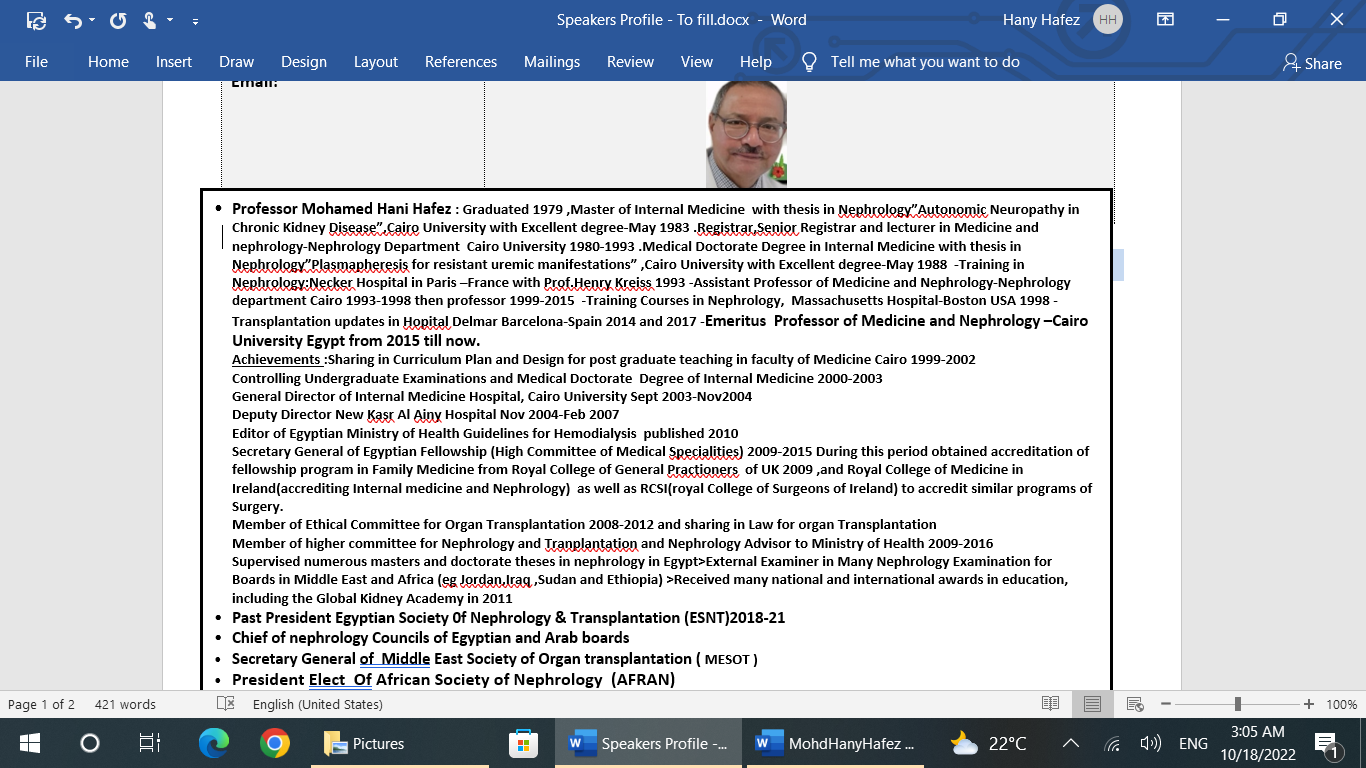 Speakers Profile - To fill.docx - Word
Hany Hafez
HH
File Home Insert Draw Design Layout References Mailings Review View Help Tell me what you want to do Share
Email:
• Professor Mohamed Hani Hafez : Graduated 1979 ,Master of Internal Medicine with thesis in Nephrology”Autonomic Neuropathy in
Chronic Kidney Disease”,Cairo University with Excellent degree-May 1983 .Registrar,Senior Registrar and lecturer in Medicine and
nephrology-Nephrology Department Cairo University 1980-1993 .Medical Doctorate Degree in Internal Medicine with thesis in
Nephrology”Plasmapheresis for resistant uremic manifestations” ,Cairo University with Excellent degree-May 1988 -Training in
Nephrology:Necker Hospital in Paris –France with Prof.Henry Kreiss 1993 -Assistant Professor of Medicine and Nephrology-Nephrology
department Cairo 1993-1998 then professor 1999-2015 -Training Courses in Nephrology, Massachusetts Hospital-Boston USA 1998 -
Transplantation updates in Hopital Delmar Barcelona-Spain 2014 and 2017 -Emeritus Professor of Medicine and Nephrology –Cairo
University Egypt from 2015 till now.
Achievements :Sharing in Curriculum Plan and Design for post graduate teaching in faculty of Medicine Cairo 1999-2002
Controlling Undergraduate Examinations and Medical Doctorate Degree of Internal Medicine 2000-2003
General Director of Internal Medicine Hospital, Cairo University Sept 2003-Nov2004
Deputy Director New Kasr Al Ainy Hospital Nov 2004-Feb 2007
Editor of Egyptian Ministry of Health Guidelines for Hemodialysis published 2010
Secretary General of Egyptian Fellowship (High Committee of Medical Specialities) 2009-2015 During this period obtained accreditation of
fellowship program in Family Medicine from Royal College of General Practioners of UK 2009 ,and Royal College of Medicine in
Ireland(accrediting Internal medicine and Nephrology) as well as RCSI(royal College of Surgeons of Ireland) to accredit similar programs of
Surgery.
Member of Ethical Committee for Organ Transplantation 2008-2012 and sharing in Law for organ Transplantation
Member of higher committee for Nephrology and Tranplantation and Nephrology Advisor to Ministry of Health 2009-2016
Supervised numerous masters and doctorate theses in nephrology in Egypt>External Examiner in Many Nephrology Examination for
Boards in Middle East and Africa (eg Jordan,Iraq ,Sudan and Ethiopia) >Received many national and international awards in education,
including the Global Kidney Academy in 2011
• Past President Egyptian Society 0f Nephrology & Transplantation (ESNT)2018-21
• Chief of nephrology Councils of Egyptian and Arab boards
• Secretary General of Middle East Society of Organ transplantation ( MESOT )
• President Elect Of African Society of Nephrology (AFRAN)
Page 1 of 2 421 words English (United States) 100%
Pictures Speakers Profile -... MohdHanyHafez ... 22°C ENG 3:05 AM
10/18/2022 1